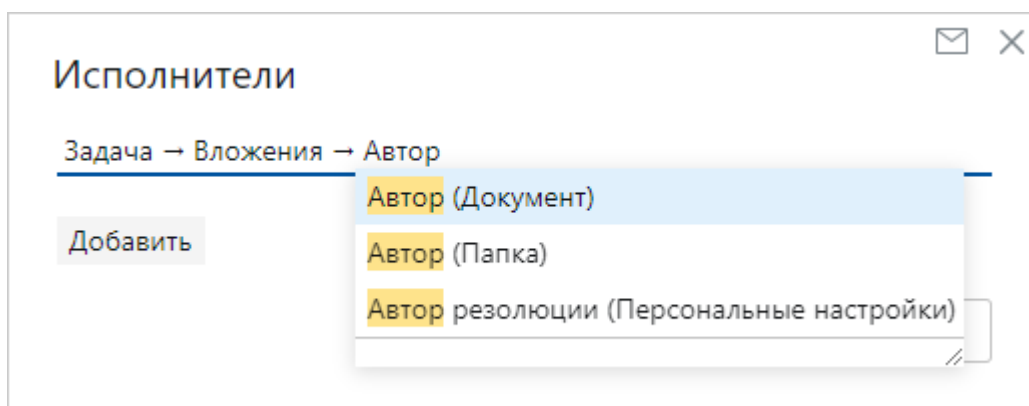 Исполнители
Задача → Вложения → Автор
Автор (Документ)
Добавить
Автор (Папка)
Автор резолюции (Персональные настройки)